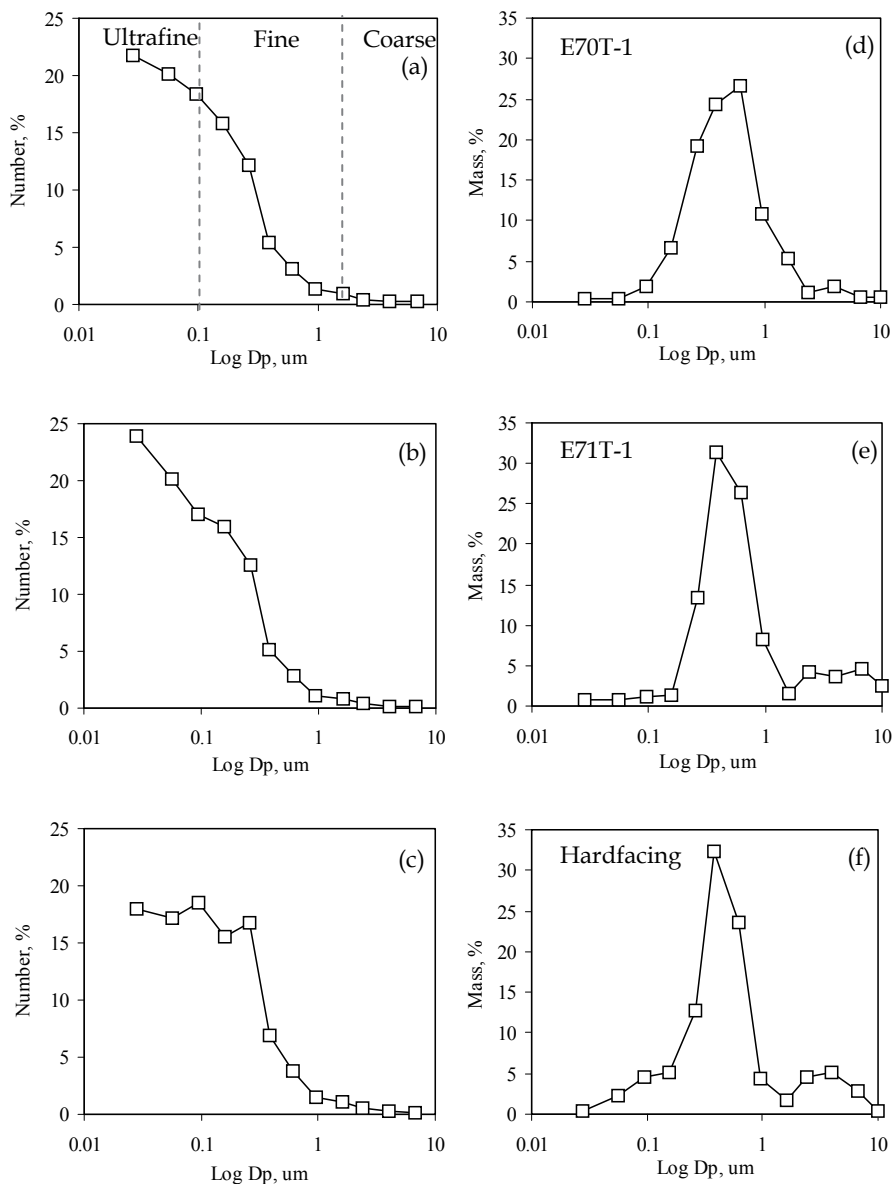 Ultrafine Fine Coarse
(a)
25
20
15
10
5
0
Number, %
0.01 0.1 1 10
Log Dp, um
E70T-1 (d)
35
30
25
20
15
10
5
0
Mass, %
0.01 0.1 1 10
Log Dp, um
(b)
25
20
15
10
5
0
Number, %
0.01 0.1 1 10
Log Dp, um
E71T-1 (e)
35
30
25
20
15
10
5
0
Mass, %
0.01 0.1 1 10
Log Dp, um
(c)
25
20
15
10
5
0
Number, %
0.01 0.1 1 10
Log Dp, um
Hardfacing (f)
35
30
25
20
15
10
5
0
Mass, %
0.01 0.1 1 10
Log Dp, um